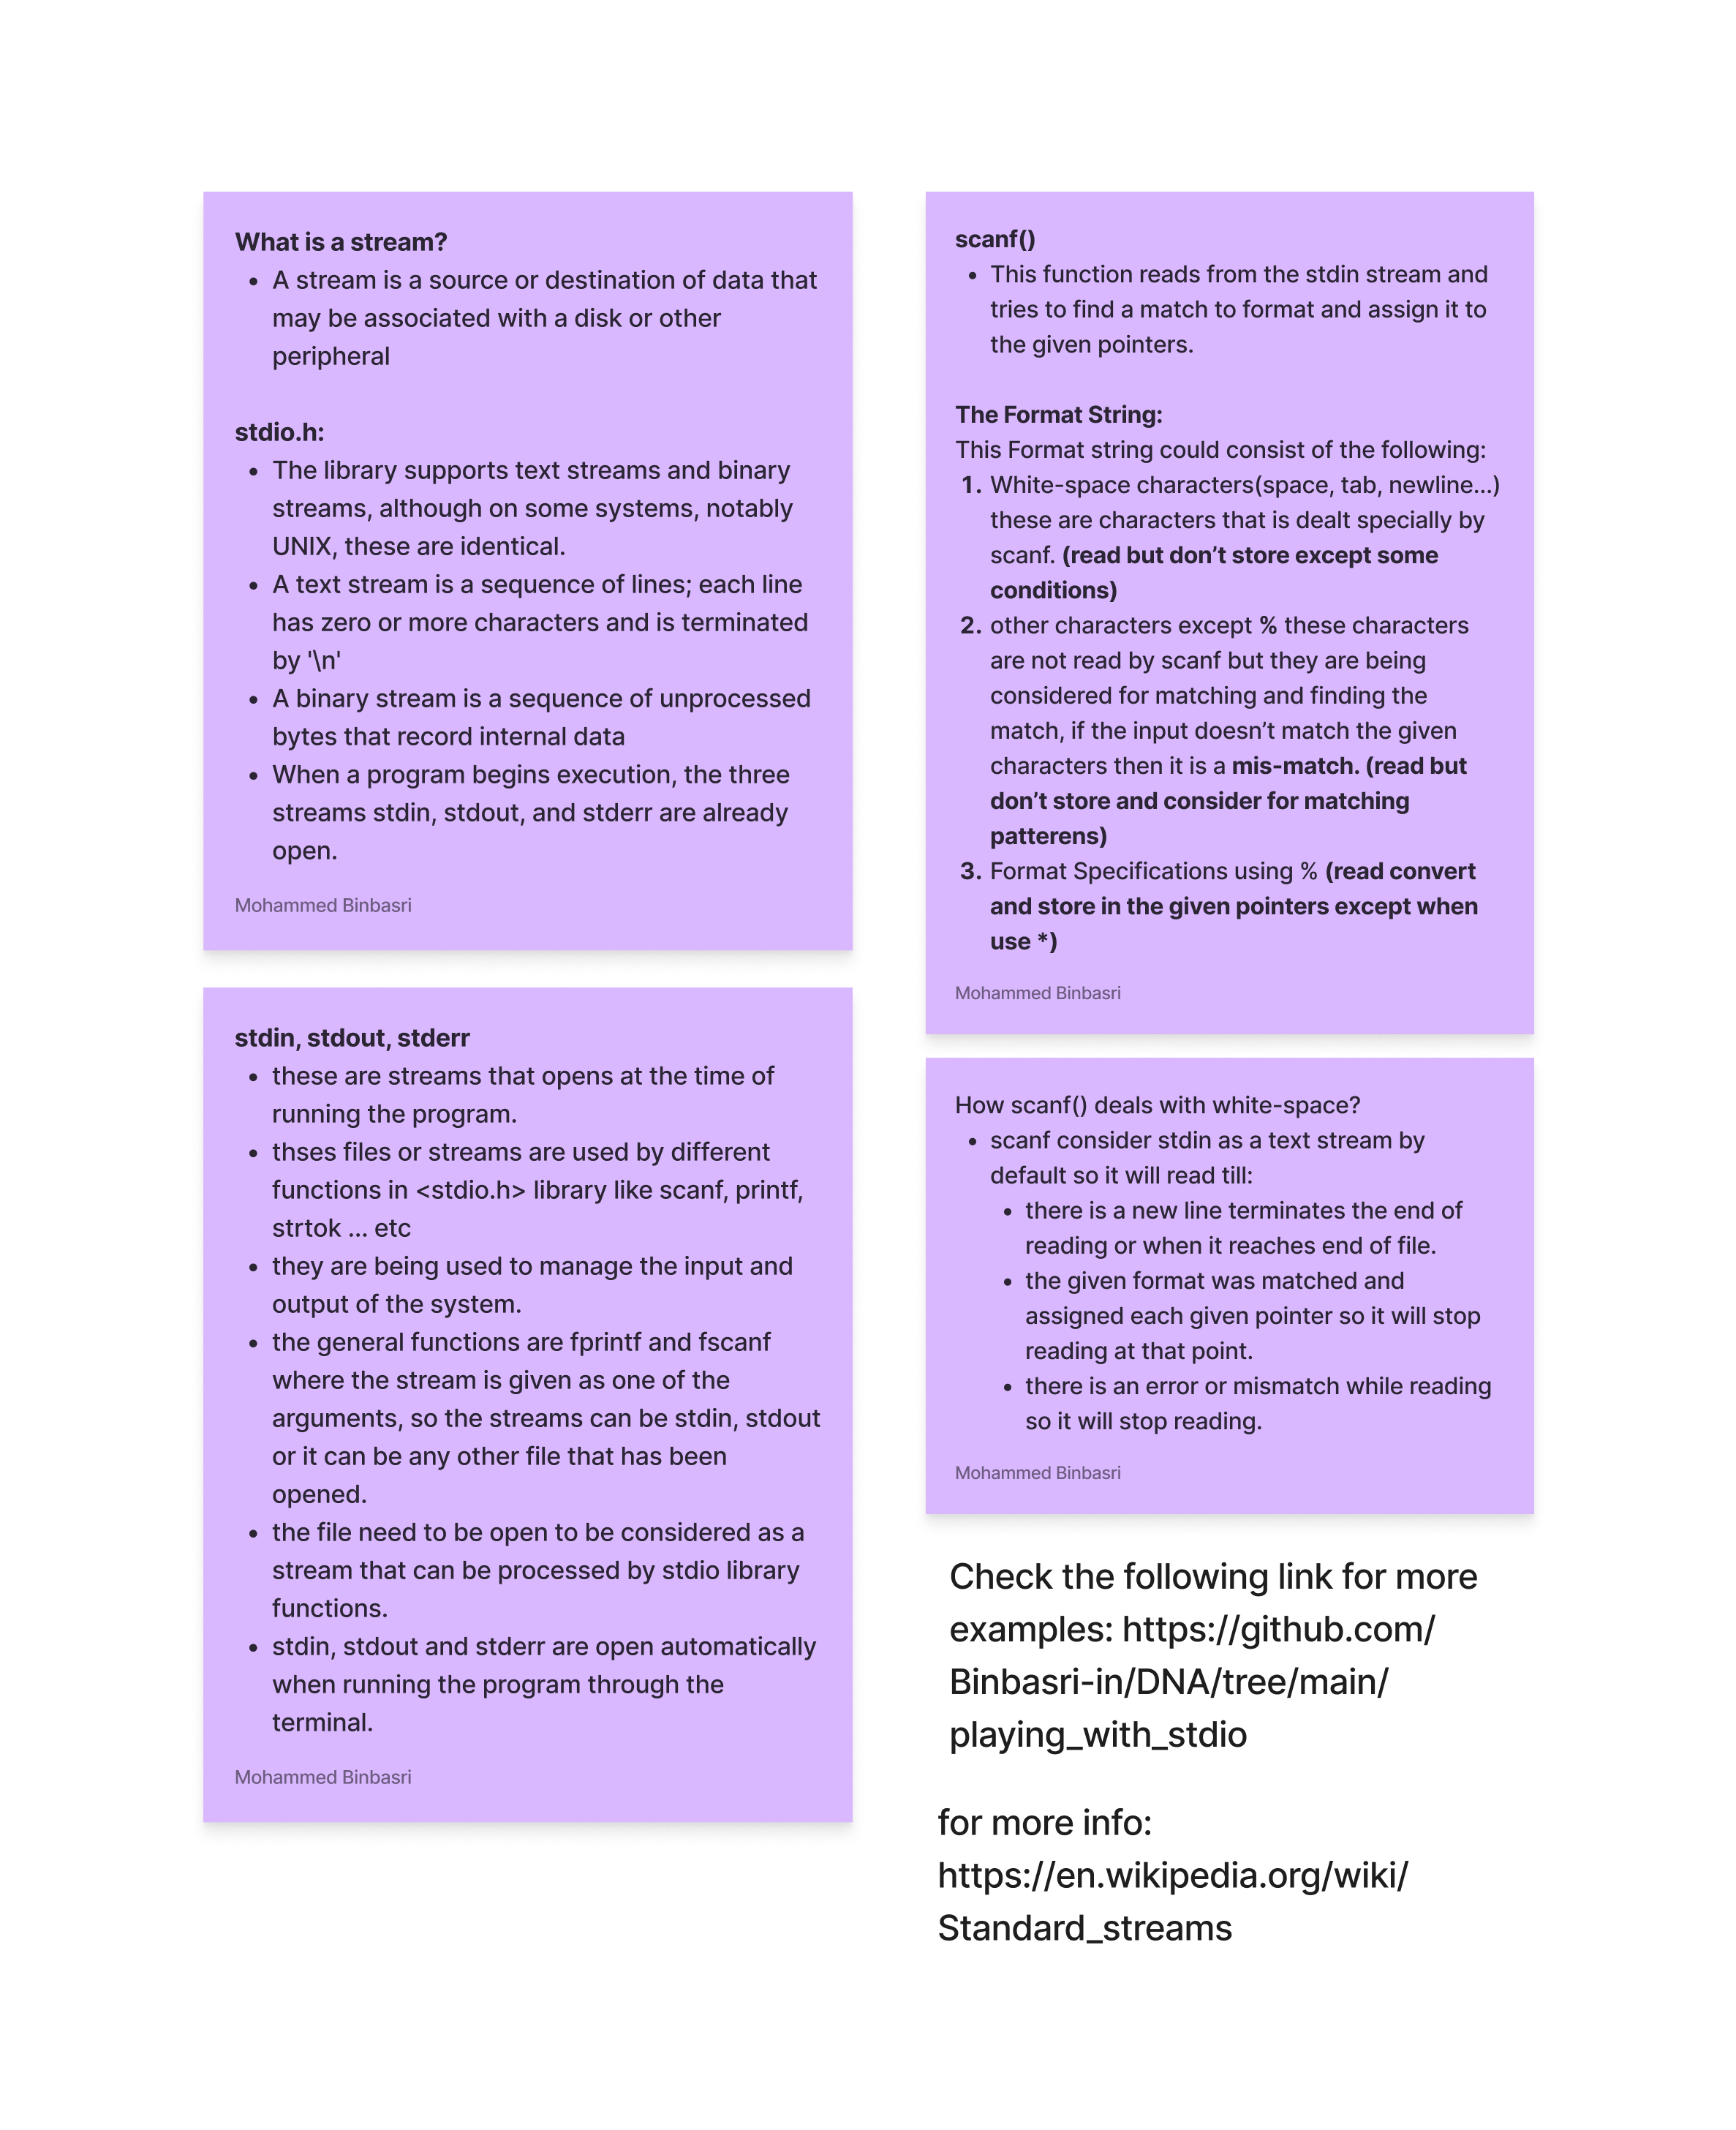 What is a stream?
• A stream is a source or destination of data that
may be associated with a disk or other
peripheral
stdio.h:
• The library supports text streams and binary
streams, although on some systems, notably
UNIX, these are identical.
• A text stream is a sequence of lines; each line
has zero or more characters and is terminated
by '\n'
• A binary stream is a sequence of unprocessed
bytes that record internal data
• When a program begins execution, the three
streams stdin, stdout, and stderr are already
open.
Mohammed Binbasri
stdin, stdout, stderr
• these are streams that opens at the time of
running the program.
• thses files or streams are used by different
functions in <stdio.h> library like scanf, printf,
strtok ... etc
• they are being used to manage the input and
output of the system.
• the general functions are fprintf and fscanf
where the stream is given as one of the
arguments, so the streams can be stdin, stdout
or it can be any other file that has been
opened.
• the file need to be open to be considered as a
stream that can be processed by stdio library
functions.
• stdin, stdout and stderr are open automatically
when running the program through the
terminal.
Mohammed Binbasri
scanf()
• This function reads from the stdin stream and
tries to find a match to format and assign it to
the given pointers.
The Format String:
This Format string could consist of the following:
1. White-space characters(space, tab, newline...)
these are characters that is dealt specially by
scanf. (read but don’t store except some
conditions)
2. other characters except % these characters
are not read by scanf but they are being
considered for matching and finding the
match, if the input doesn’t match the given
characters then it is a mis-match. (read but
don’t store and consider for matching
patterens)
3. Format Specifications using % (read convert
and store in the given pointers except when
use *)
Mohammed Binbasri
How scanf() deals with white-space?
• scanf consider stdin as a text stream by
default so it will read till:
• there is a new line terminates the end of
reading or when it reaches end of file.
• the given format was matched and
assigned each given pointer so it will stop
reading at that point.
• there is an error or mismatch while reading
so it will stop reading.
Mohammed Binbasri
Check the following link for more
examples: https://github.com/
Binbasri-in/DNA/tree/main/
playing_with_stdio
for more info:
https://en.wikipedia.org/wiki/
Standard_streams